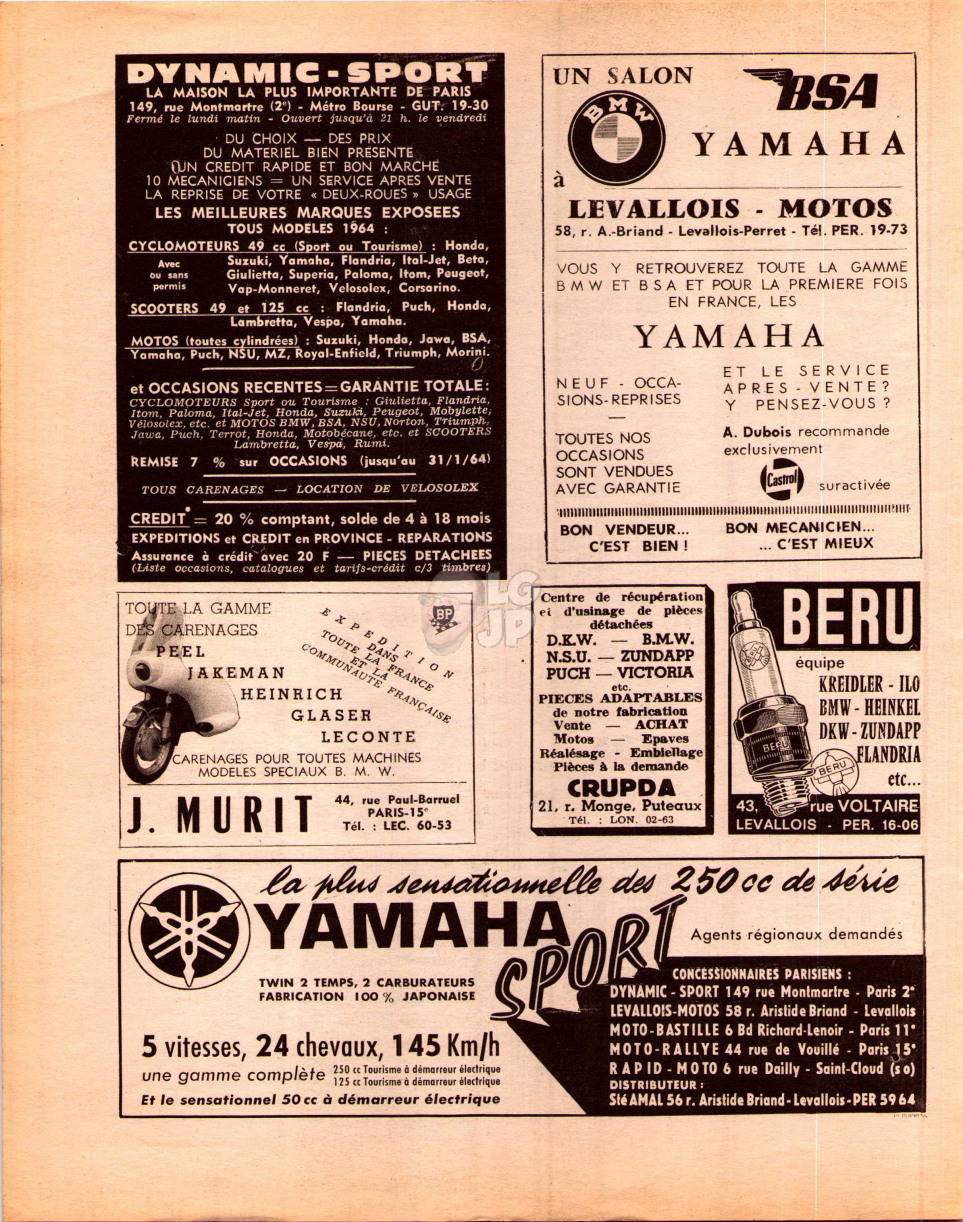 DYNAMIC-SPORT
LA MAISON LA PLUS IMPORTANTE DE PARIS
149, rue Montmartre (2e) - Métro Bourse - GUT. 19-30
Fermé le lundi matin - Ouvert jusqu'à 21 h. le vendredi
DU CHOIX — DES PRIX
DU MATERIEL BIEN PRESENTE
UN CREDIT RAPIDE ET BON MARCHE
10 MECANICIENS = UN SERVICE APRES VENTE
LA REPRISE DE VOTRE « DEUX-ROUES » USAGE
LES MEILLEURES MARQUES EXPOSEES
TOUS MODELES 1964 :
CYCLOMOTEURS 49 cc (Sport ou Tourisme) : Honda,
Avec ou sans permis
Suzuki, Yamaha, Flandria, Ital-Jet, Beta,
Giulietta, Superia, Paloma, Itom, Peugeot,
Vap-Monneret, Velosolex, Corsarino.
SCOOTERS 49 et 125 cc : Flandria, Puch, Honda,
Lambretta, Vespa, Yamaha.
MOTOS (toutes cylindrées) : Suzuki, Honda, Jawa, BSA,
Yamaha, Puch, NSU, MZ, Royal-Enfield, Triumph, Morini.
et OCCASIONS RECENTES = GARANTIE TOTALE :
CYCLOMOTEURS Sport ou Tourisme : Giulietta, Flandria,
Itom, Paloma, Ital-Jet, Honda, Suzuki, Peugeot, Mobylette,
Vélosolex, etc. et MOTOS BMW, BSA, NSU, Norton, Triumph,
Jawa, Puch, Terrot, Honda, Motobécane, etc. et SCOOTERS
Lambretta, Vespa, Rumi.
REMISE 7 % sur OCCASIONS (jusqu'au 31/1/64)
TOUS CARENAGES — LOCATION DE VELOSOLEX
CREDIT = 20 % comptant, solde de 4 à 18 mois
EXPEDITIONS et CREDIT en PROVINCE - REPARATIONS
Assurance à crédit avec 20 F — PIECES DETACHEES
(Liste occasions, catalogues et tarifs-crédit c/3 timbres)
UN SALON
BMW
BSA
YAMAHA
à
LEVALLOIS - MOTOS
58, r. A.-Briand - Levallois-Perret - Tél. PER. 19-73
VOUS Y RETROUVEREZ TOUTE LA GAMME
BMW ET BSA ET POUR LA PREMIERE FOIS
EN FRANCE, LES
YAMAHA
NEUF - OCCA-
SIONS-REPRISES
TOUTES NOS
OCCASIONS
SONT VENDUES
AVEC GARANTIE
ET LE SERVICE
APRES - VENTE?
Y PENSEZ-VOUS ?
A. Dubois recommande
exclusivement
Castrol
suractivée
BON VENDEUR...
C'EST BIEN !
BON MECANICIEN...
... C'EST MIEUX
TOUTE LA GAMME
DES CARENAGES
PEEL
JAKEMAN
HEINRICH
GLASER
LECONTE
EXPEDITION
TOUTE DANS
LA FRANCE
ET LA
COMMUNAUTE FRANÇAISE
BP
LG
JP
CARENAGES POUR TOUTES MACHINES
MODELES SPECIAUX B. M. W.
J. MURIT
44, rue Paul-Barruel
PARIS-15e
Tél. : LEC. 60-53
Centre de récupération
et d'usinage de pièces
détachées
D.K.W. — B.M.W.
N.S.U. — ZUNDAPP
PUCH — VICTORIA
etc.
PIECES ADAPTABLES
de notre fabrication
Vente — ACHAT
Motos — Epaves
Réalésage - Embiellage
Pièces à la demande
CRUPDA
21, r. Monge, Puteaux
Tél. : LON. 02-63
BERU
équipe
KREIDLER - ILO
BMW - HEINKEL
DKW - ZUNDAPP
FLANDRIA
etc...
BERU
BERU
43, rue VOLTAIRE
LEVALLOIS - PER. 16-06
la plus sensationnelle des 250cc de série
YAMAHA
SPORT
Agents régionaux demandés
TWIN 2 TEMPS, 2 CARBURATEURS
FABRICATION 100% JAPONAISE
5 vitesses, 24 chevaux, 145 Km/h
une gamme complète
250 cc Tourisme à démarreur électrique
125 cc Tourisme à démarreur électrique
Et le sensationnel 50cc à démarreur électrique
CONCESSIONNAIRES PARISIENS :
DYNAMIC - SPORT 149 rue Montmartre - Paris 2e
LEVALLOIS-MOTOS 58 r. Aristide Briand - Levallois
MOTO-BASTILLE 6 Bd Richard-Lenoir - Paris 11e
MOTO-RALLYE 44 rue de Vouillé - Paris 15e
RAPID-MOTO 6 rue Dailly - Saint-Cloud (so)
DISTRIBUTEUR :
Sté AMAL 56 r. Aristide Briand - Levallois - PER 59 64